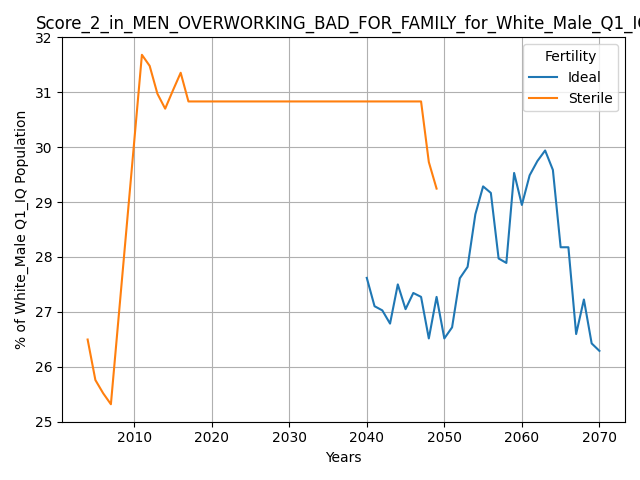 Score_2_in_MEN_OVERWORKING_BAD_FOR_FAMILY_for_White_Male_Q1_IQ
32
31
30
29
28
27
26
25
% of White_Male Q1_IQ Population
Fertility
Ideal
Sterile
2010 2020 2030 2040 2050 2060 2070
Years